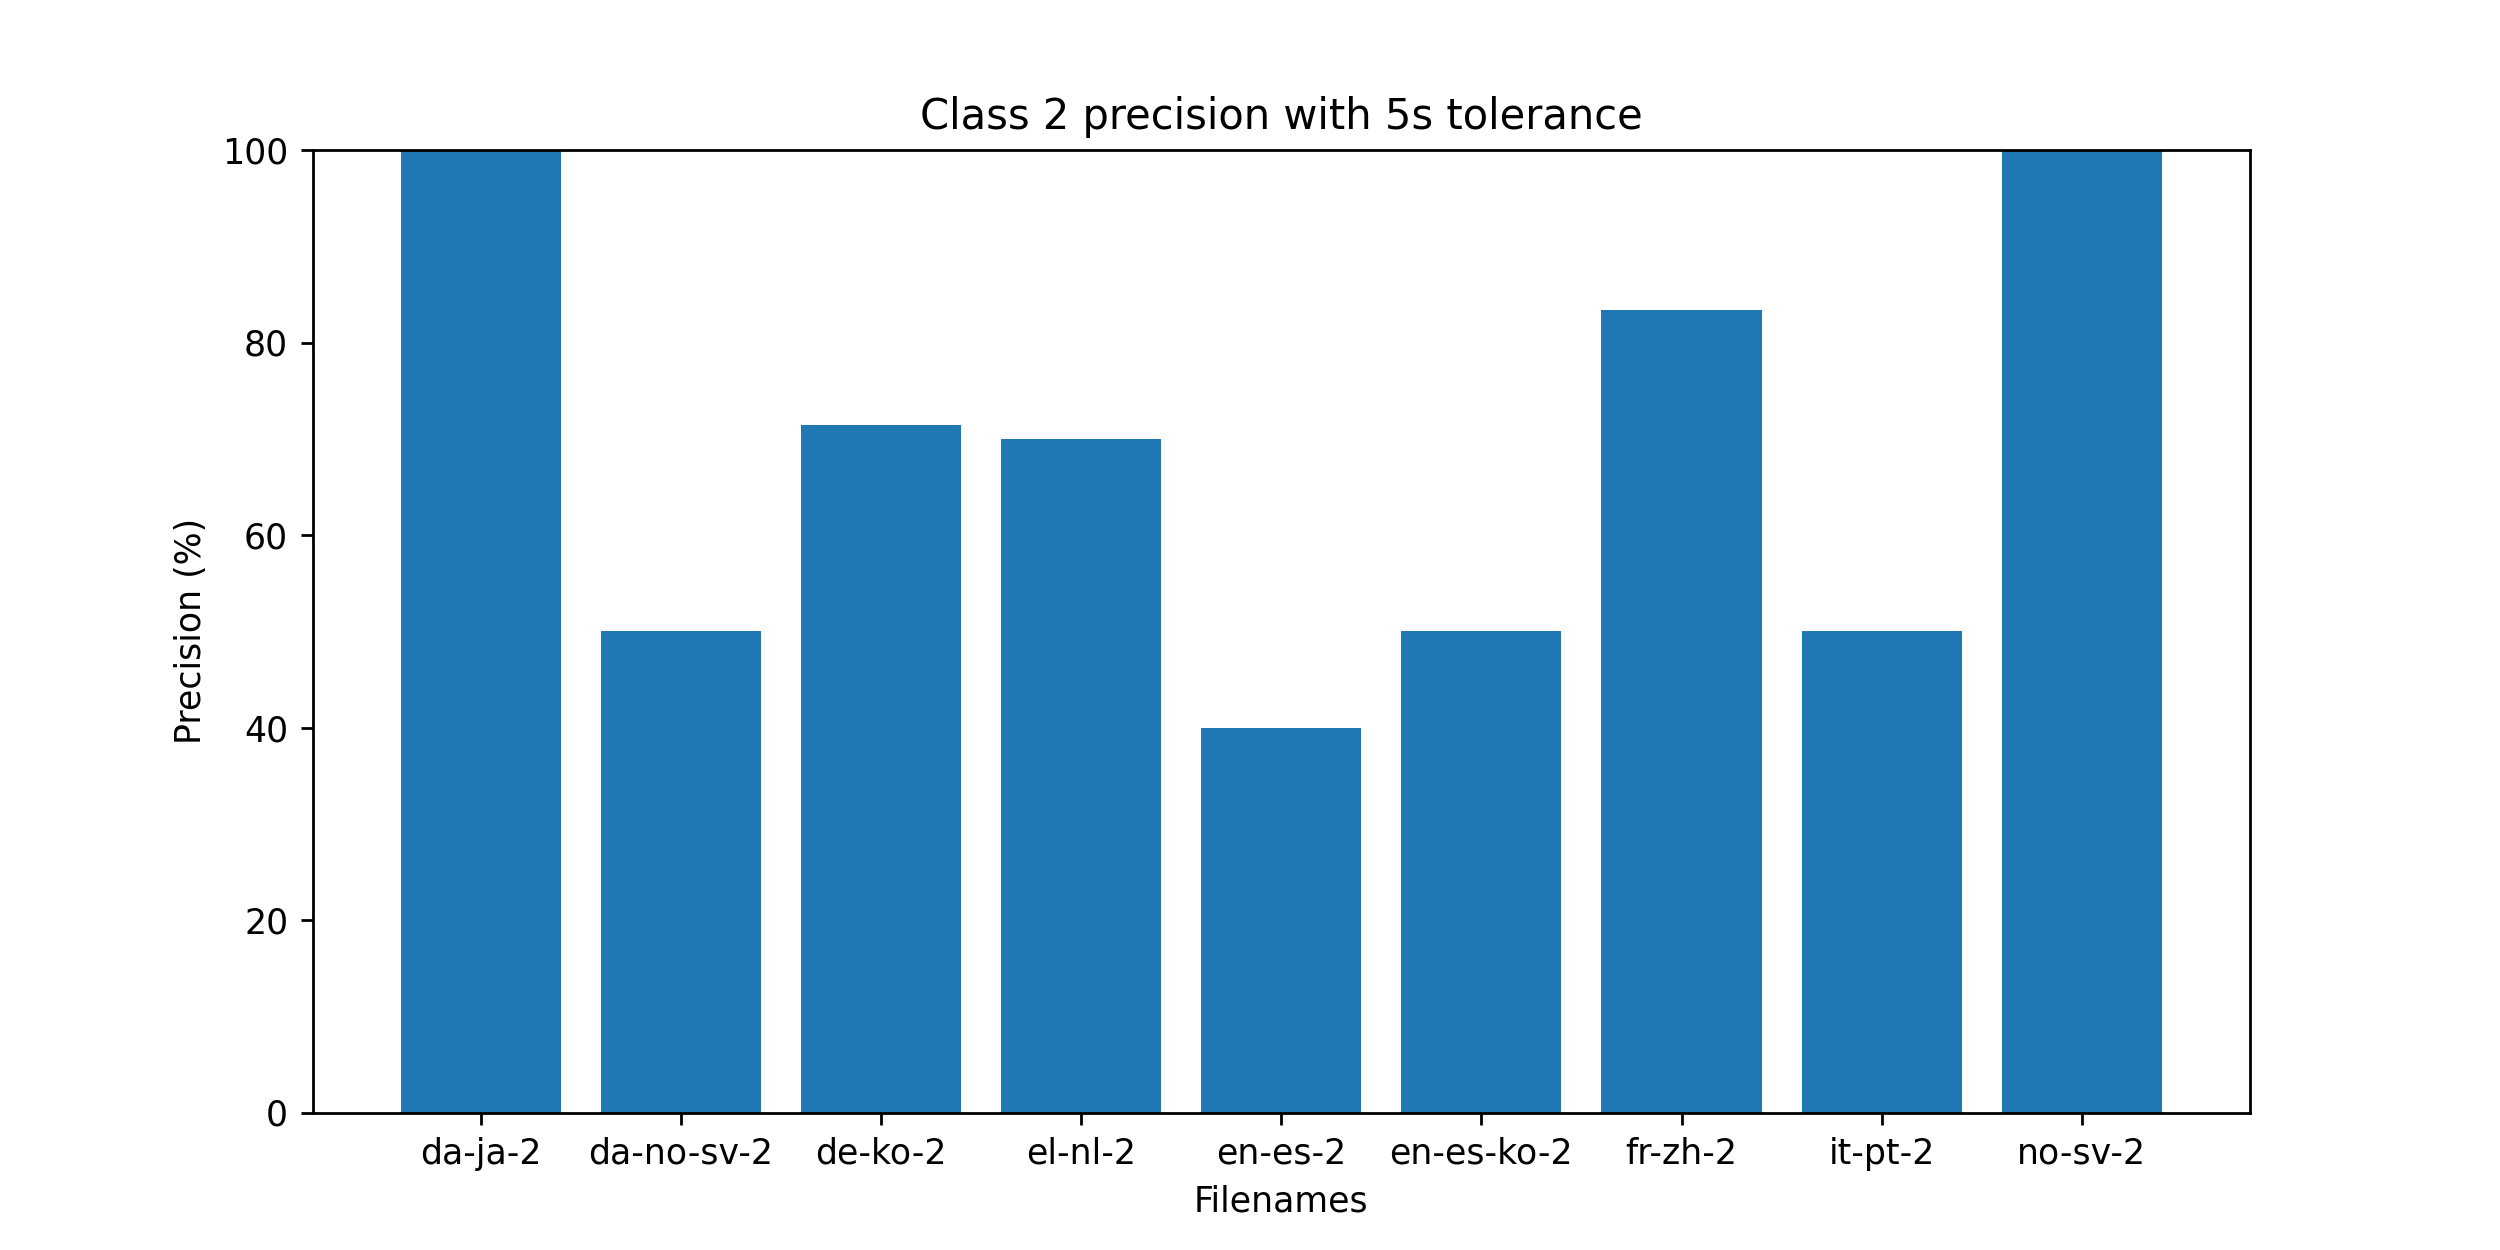 Class 2 precision with 5s tolerance
100
80
60
40
20
0
Precision (%)
da-ja-2 da-no-sv-2 de-ko-2 el-nl-2 en-es-2 en-es-ko-2 fr-zh-2 it-pt-2 no-sv-2
Filenames